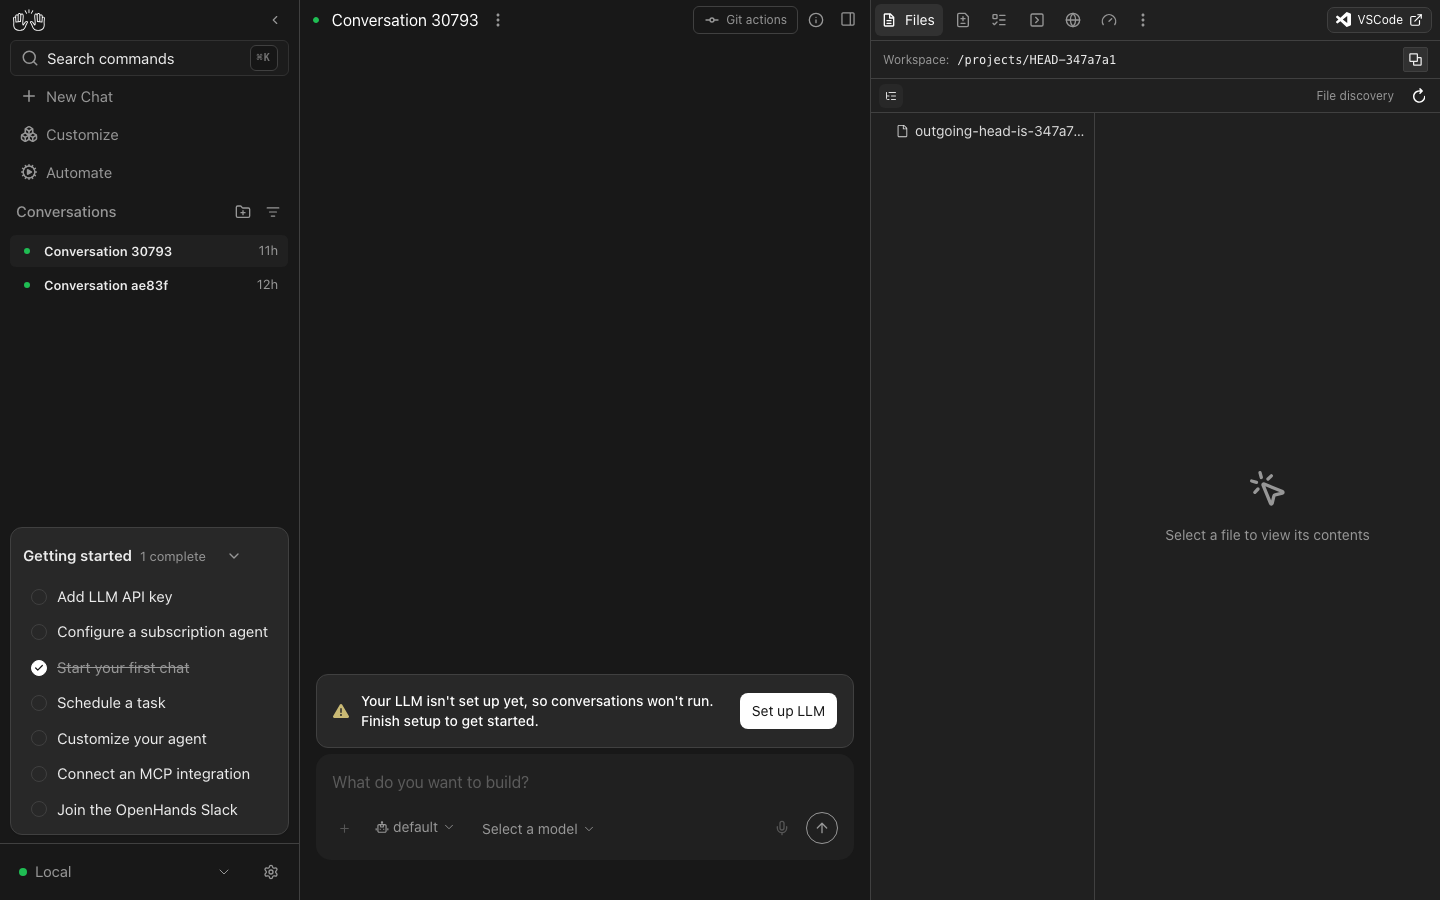 Search commands
⌘K
New Chat
Customize
Automate
Conversations
Conversation 30793
11h
Conversation ae83f
12h
Getting started
1 complete
Add LLM API key
Configure a subscription agent
Start your first chat
Schedule a task
Customize your agent
Connect an MCP integration
Join the OpenHands Slack
Local
Conversation 30793
Git actions
Your LLM isn't set up yet, so conversations won't run.
Finish setup to get started.
Set up LLM
What do you want to build?
default
Select a model
Files
VSCode
Workspace: /projects/HEAD-347a7a1
File discovery
outgoing-head-is-347a7...
Select a file to view its contents